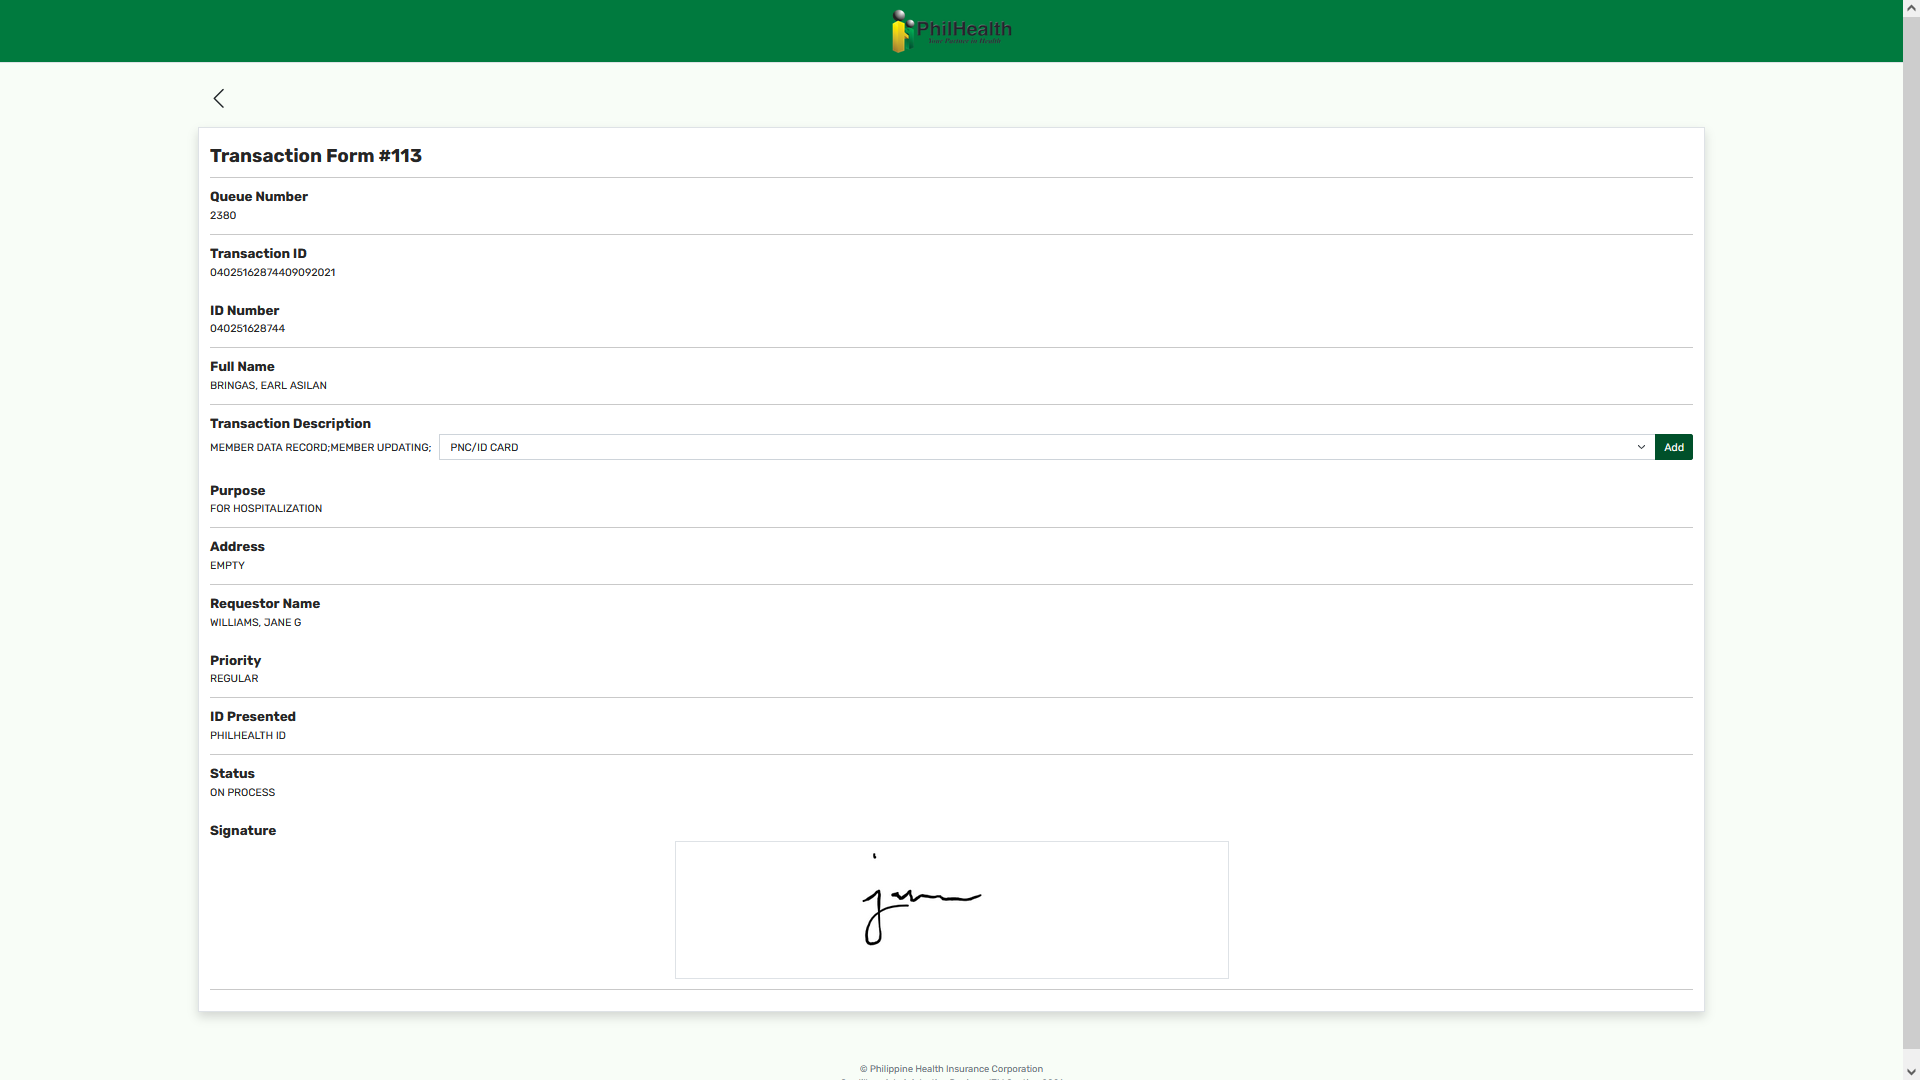 PhilHealth
Your Partner in Health
Transaction Form #113
Queue Number
2380
Transaction ID
04025162874409092021
ID Number
040251628744
Full Name
BRINGAS, EARL ASILAN
Transaction Description
MEMBER DATA RECORD;MEMBER UPDATING; PNC/ID CARD Add
Purpose
FOR HOSPITALIZATION
Address
EMPTY
Requestor Name
WILLIAMS, JANE G
Priority
REGULAR
ID Presented
PHILHEALTH ID
Status
ON PROCESS
Signature
© Philippine Health Insurance Corporation